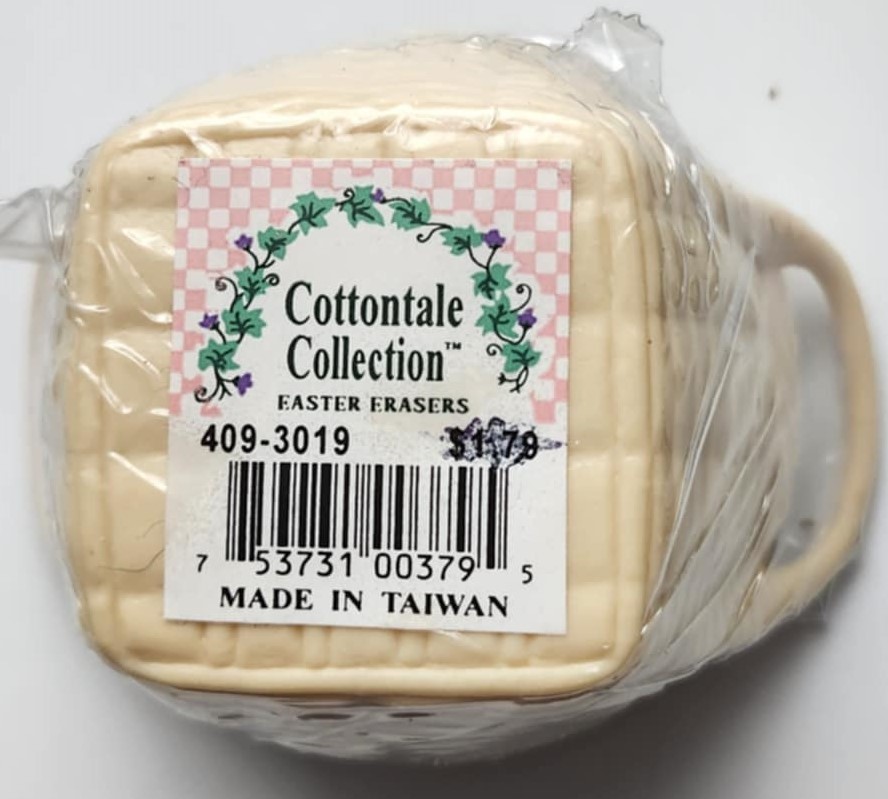 Cottontale
Collection™
EASTER ERASERS
409-3019 $1.79
7 53731 00379 5
MADE IN TAIWAN